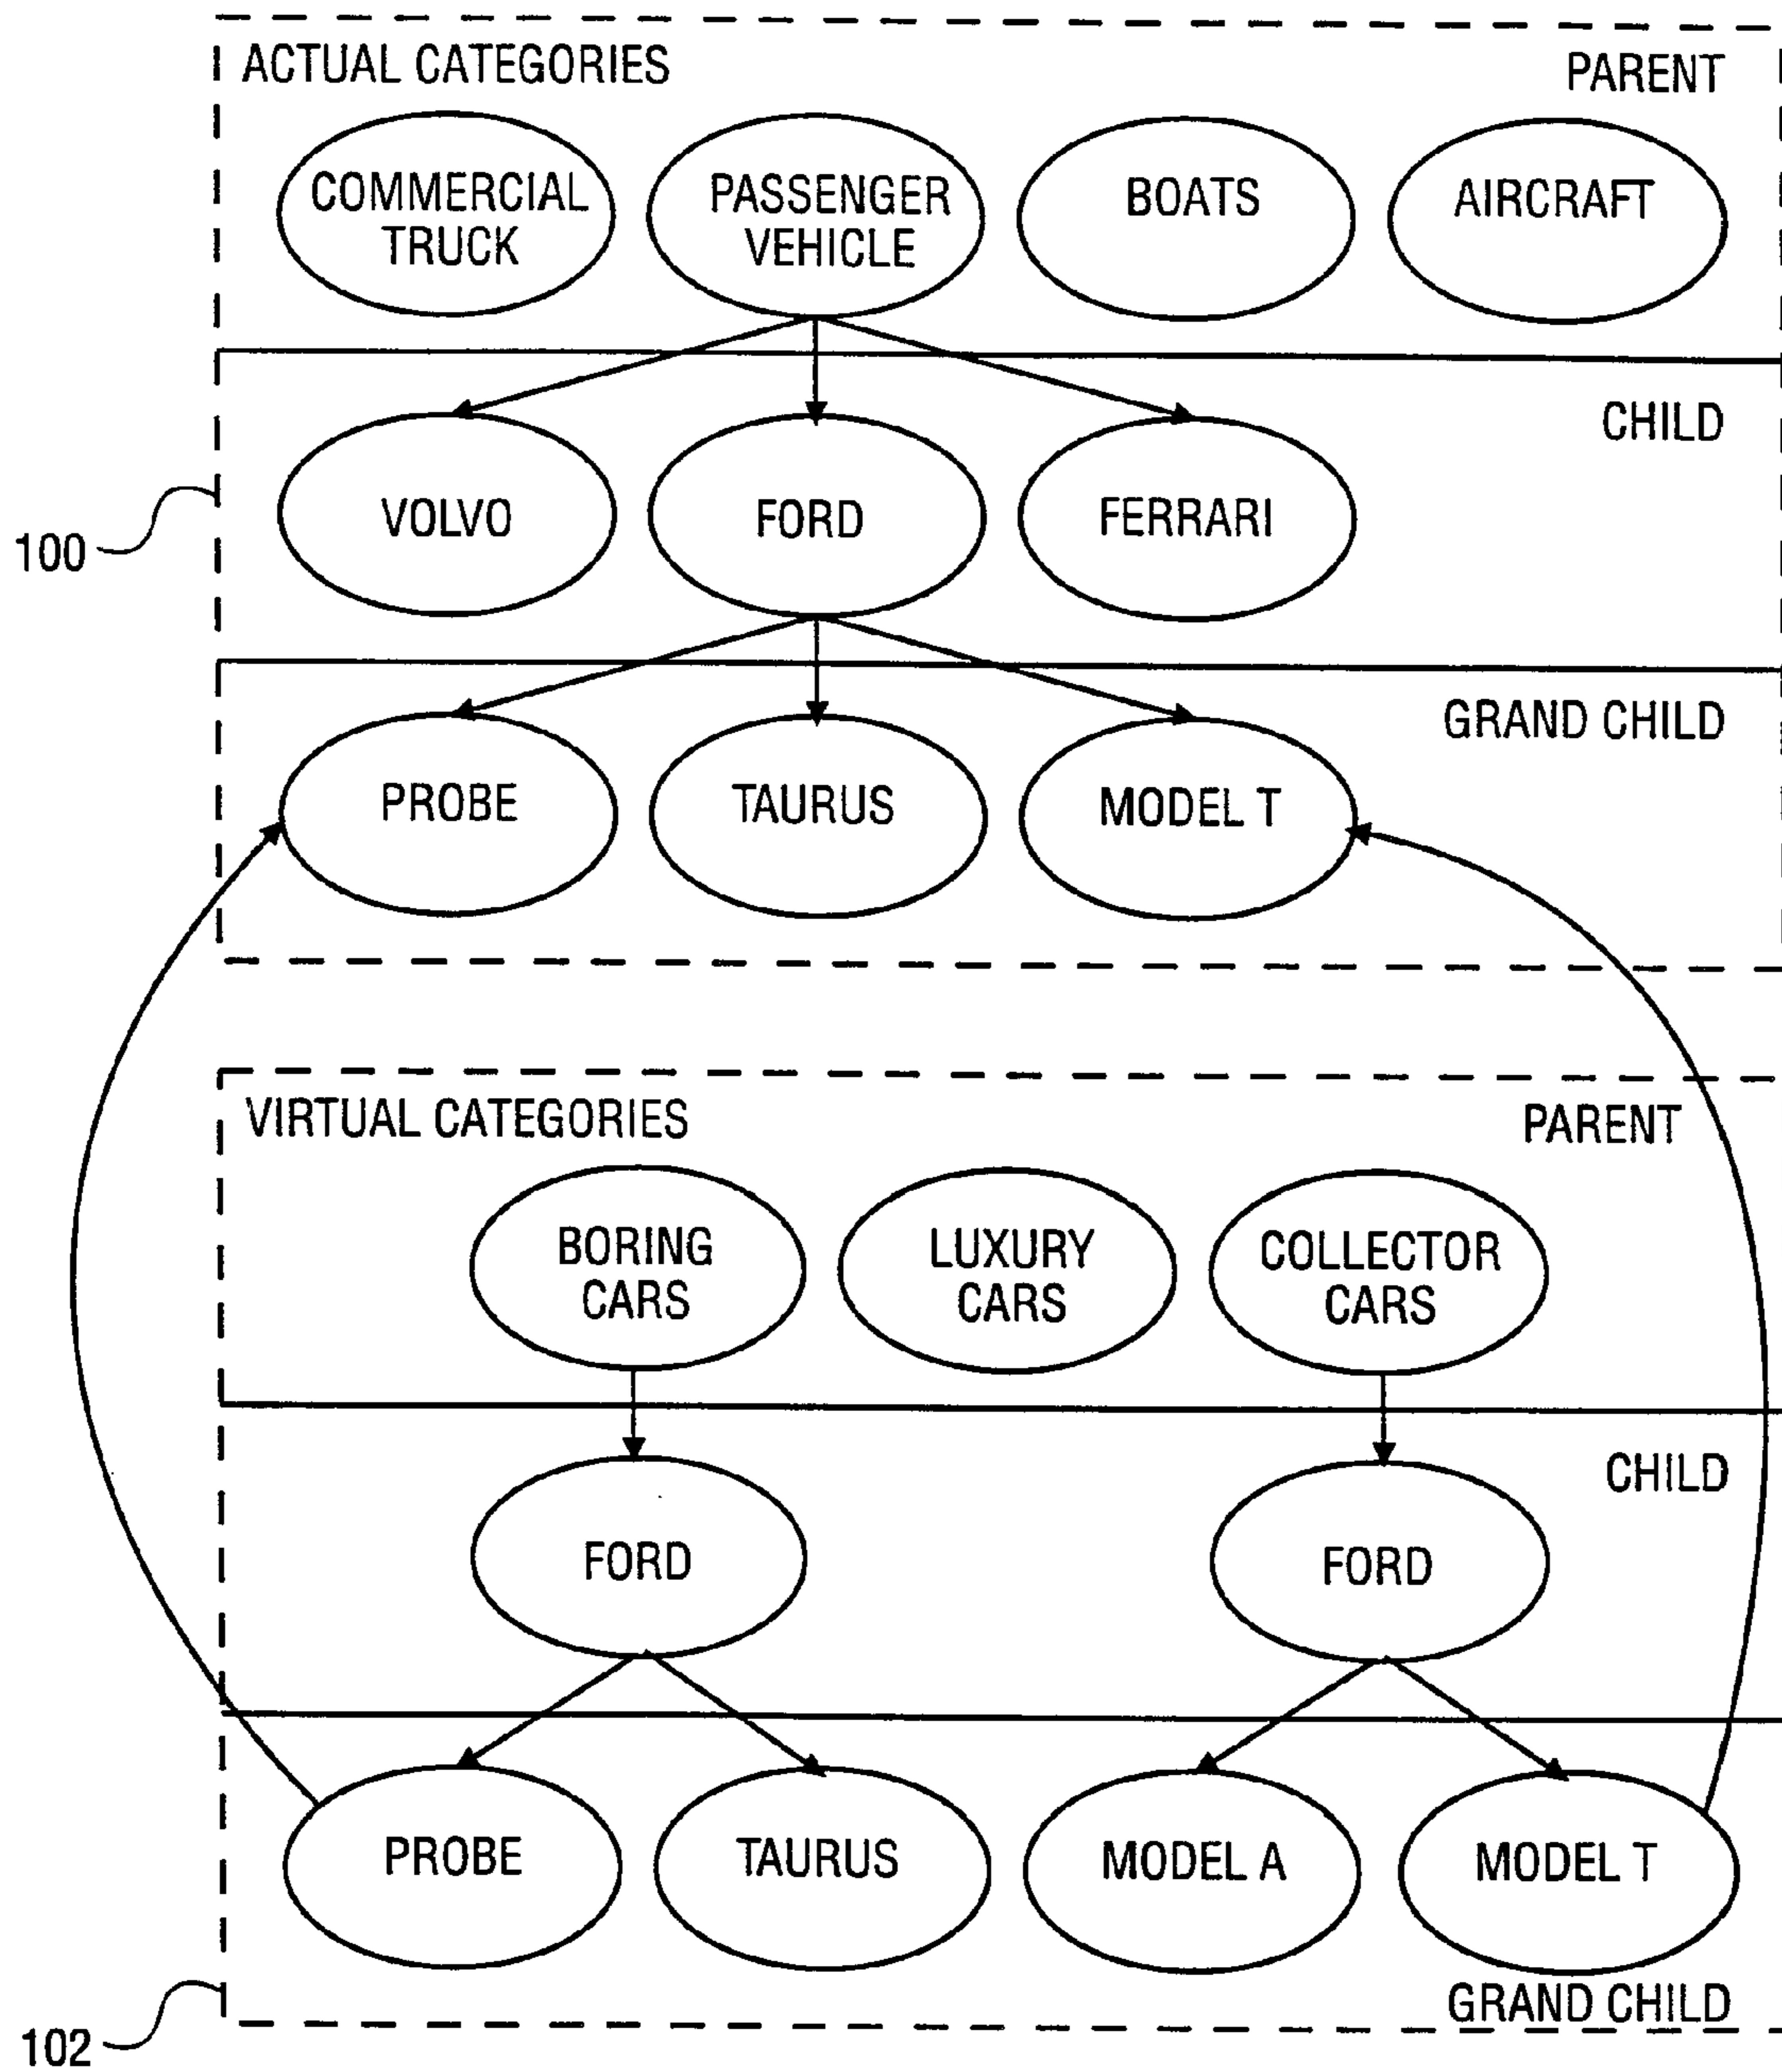 ACTUAL CATEGORIES
PARENT
COMMERCIAL
TRUCK
PASSENGER
VEHICLE
BOATS
AIRCRAFT
CHILD
VOLVO
FORD
FERRARI
100
GRAND CHILD
PROBE
TAURUS
MODEL T
VIRTUAL CATEGORIES
PARENT
BORING
CARS
LUXURY
CARS
COLLECTOR
CARS
CHILD
FORD
FORD
PROBE
TAURUS
MODEL A
MODEL T
GRAND CHILD
102